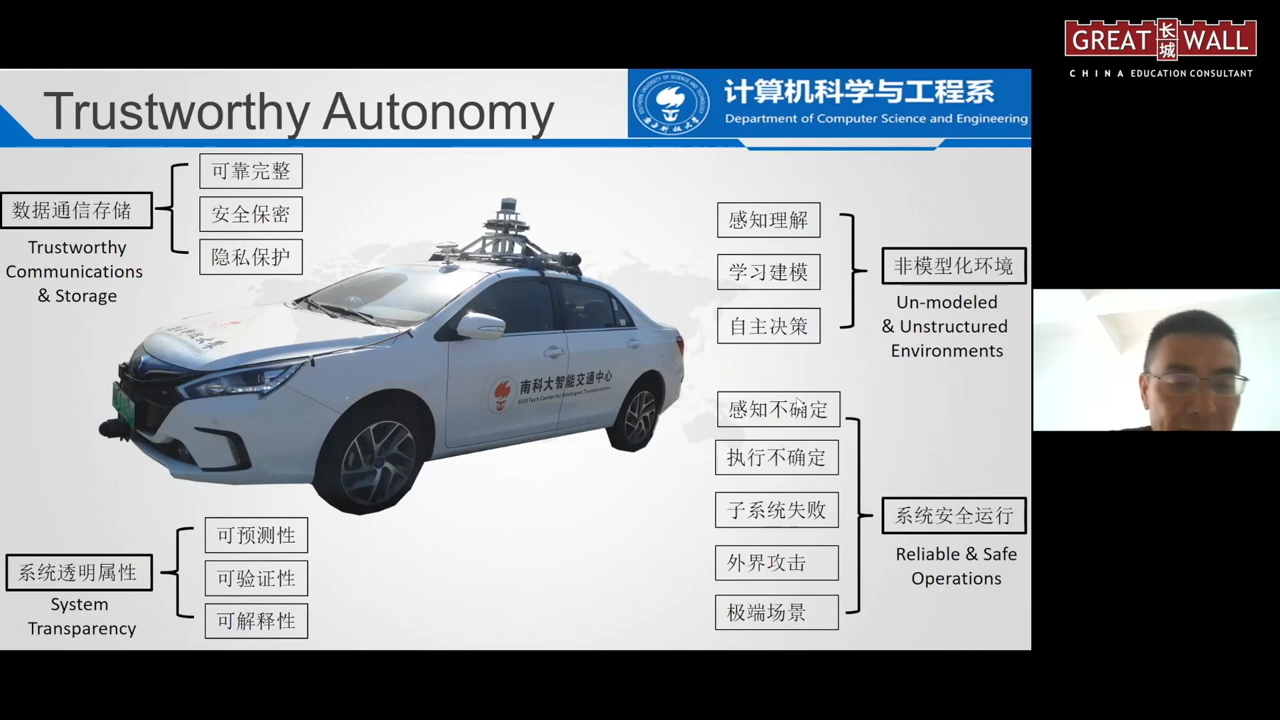 GREAT 长城 WALL
CHINA EDUCATION CONSULTANT
Trustworthy Autonomy
计算机科学与工程系
Department of Computer Science and Engineering
数据通信存储
Trustworthy
Communications
& Storage
可靠完整
安全保密
隐私保护
感知理解
学习建模
自主决策
非模型化环境
Un-modeled
& Unstructured
Environments
南科大智能交通中心
SUSTech Center for Intelligent Transportation
感知不确定
执行不确定
子系统失败
外界攻击
极端场景
系统安全运行
Reliable & Safe
Operations
系统透明属性
System
Transparency
可预测性
可验证性
可解释性